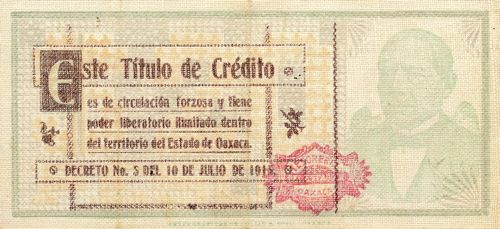 Este Título de Crédito
es de circulación forzosa y tiene
poder liberatorio ilimitado dentro
del territorio del Estado de Oaxaca.
DECRETO No. 5 DEL 10 DE JULIO DE 1915.
OAXACA